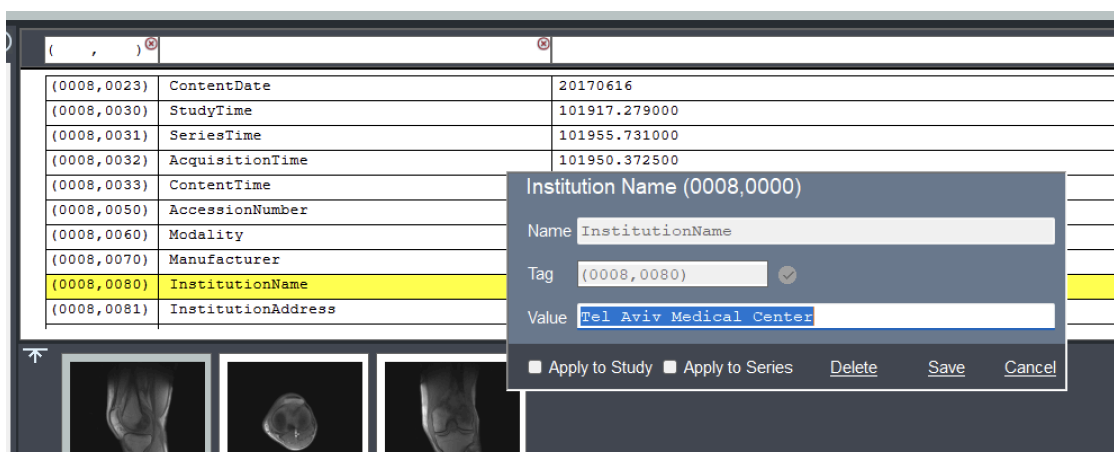 ( , )
(0008,0023) ContentDate 20170616
(0008,0030) StudyTime 101917.279000
(0008,0031) SeriesTime 101955.731000
(0008,0032) AcquisitionTime 101950.372500
(0008,0033) ContentTime
(0008,0050) AccessionNumber
(0008,0060) Modality
(0008,0070) Manufacturer
(0008,0080) InstitutionName
(0008,0081) InstitutionAddress
Institution Name (0008,0000)
Name InstitutionName
Tag (0008,0080)
Value Tel Aviv Medical Center
Apply to Study Apply to Series Delete Save Cancel